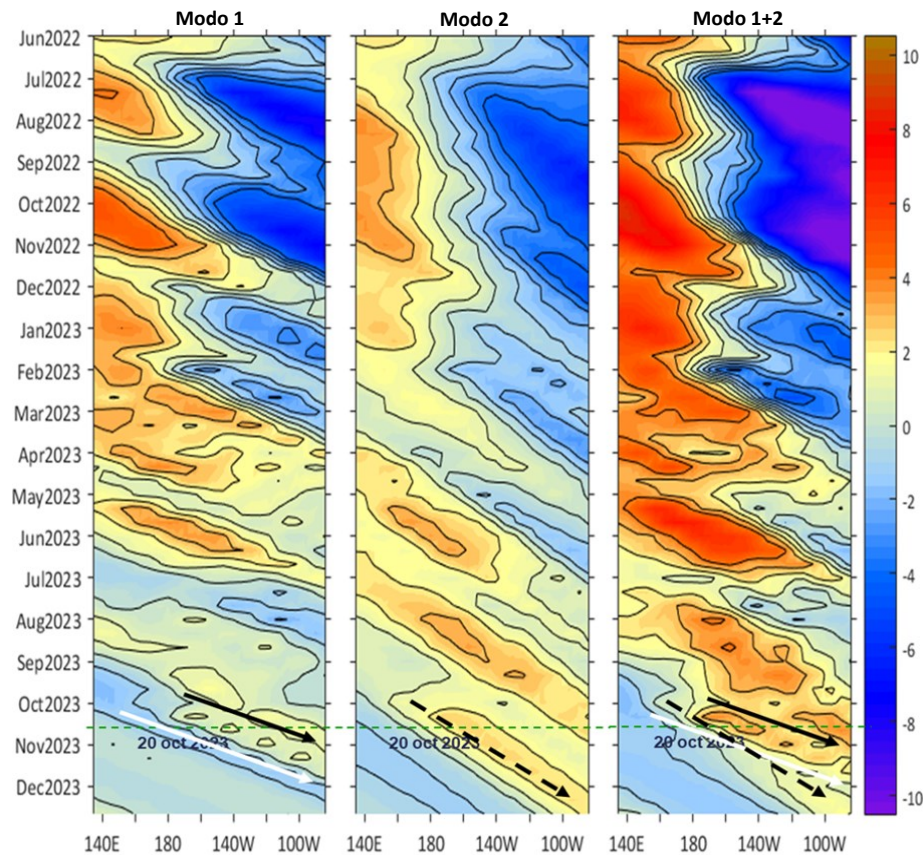 Modo 1
Modo 2
Modo 1+2
Jun2022
Jul2022
Aug2022
Sep2022
Oct2022
Nov2022
Dec2022
Jan2023
Feb2023
Mar2023
Apr2023
May2023
Jun2023
Jul2023
Aug2023
Sep2023
Oct2023
Nov2023
Dec2023
20 oct 2023
20 oct 2023
20 oct 2023
140E 180 140W 100W
140E 180 140W 100W
140E 180 140W 100W
10
8
6
4
2
0
-2
-4
-6
-8
-10